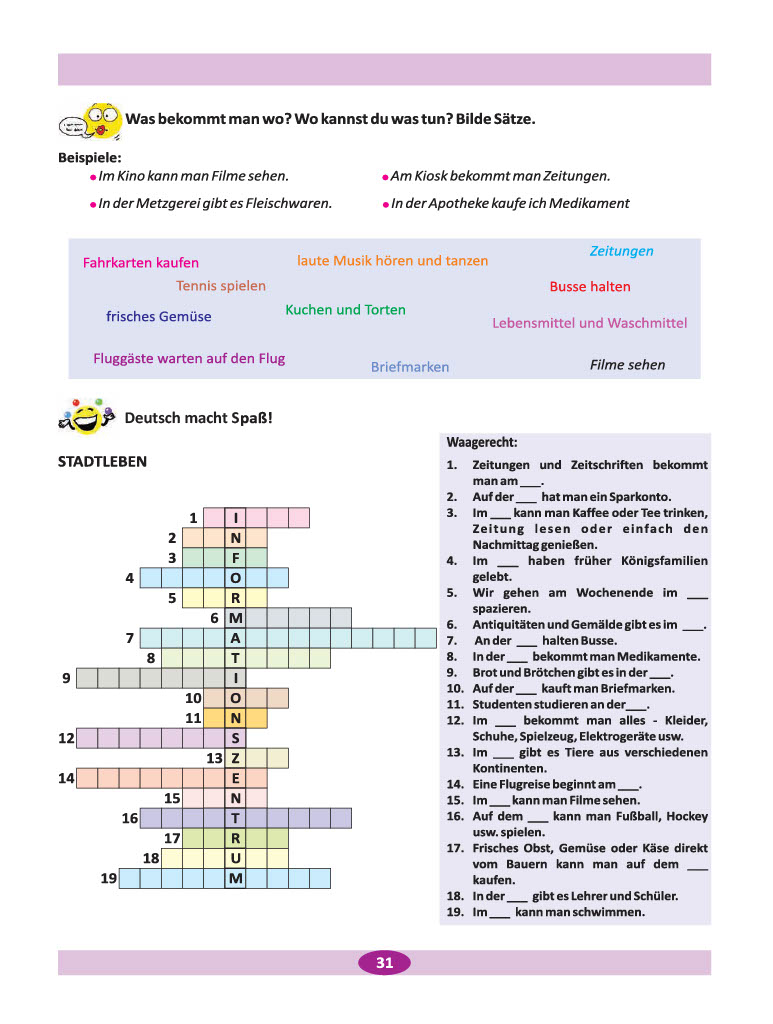 Was bekommt man wo? Wo kannst du was tun? Bilde Sätze.
Beispiele:
• Im Kino kann man Filme sehen.
• Am Kiosk bekommt man Zeitungen.
• In der Metzgerei gibt es Fleischwaren.
• In der Apotheke kaufe ich Medikament
Fahrkarten kaufen
laute Musik hören und tanzen
Zeitungen
Tennis spielen
Busse halten
frisches Gemüse
Kuchen und Torten
Lebensmittel und Waschmittel
Fluggäste warten auf den Flug
Briefmarken
Filme sehen
Deutsch macht Spaß!
STADTLEBEN
1 I
2 N
3 F
4 O
5 R
6 M
7 A
8 T
9 I
10 O
11 N
12 S
13 Z
14 E
15 N
16 T
17 R
18 U
19 M
Waagerecht:
1. Zeitungen und Zeitschriften bekommt
man am ___.
2. Auf der ___ hat man ein Sparkonto.
3. Im ___ kann man Kaffee oder Tee trinken,
Zeitung lesen oder einfach den
Nachmittag genießen.
4. Im ___ haben früher Königsfamilien
gelebt.
5. Wir gehen am Wochenende im ___
spazieren.
6. Antiquitäten und Gemälde gibt es im ___.
7. An der ___ halten Busse.
8. In der ___ bekommt man Medikamente.
9. Brot und Brötchen gibt es in der ___.
10. Auf der ___ kauft man Briefmarken.
11. Studenten studieren an der ___.
12. Im ___ bekommt man alles - Kleider,
Schuhe, Spielzeug, Elektrogeräte usw.
13. Im ___ gibt es Tiere aus verschiedenen
Kontinenten.
14. Eine Flugreise beginnt am ___.
15. Im ___ kann man Filme sehen.
16. Auf dem ___ kann man Fußball, Hockey
usw. spielen.
17. Frisches Obst, Gemüse oder Käse direkt
vom Bauern kann man auf dem ___
kaufen.
18. In der ___ gibt es Lehrer und Schüler.
19. Im ___ kann man schwimmen.
31